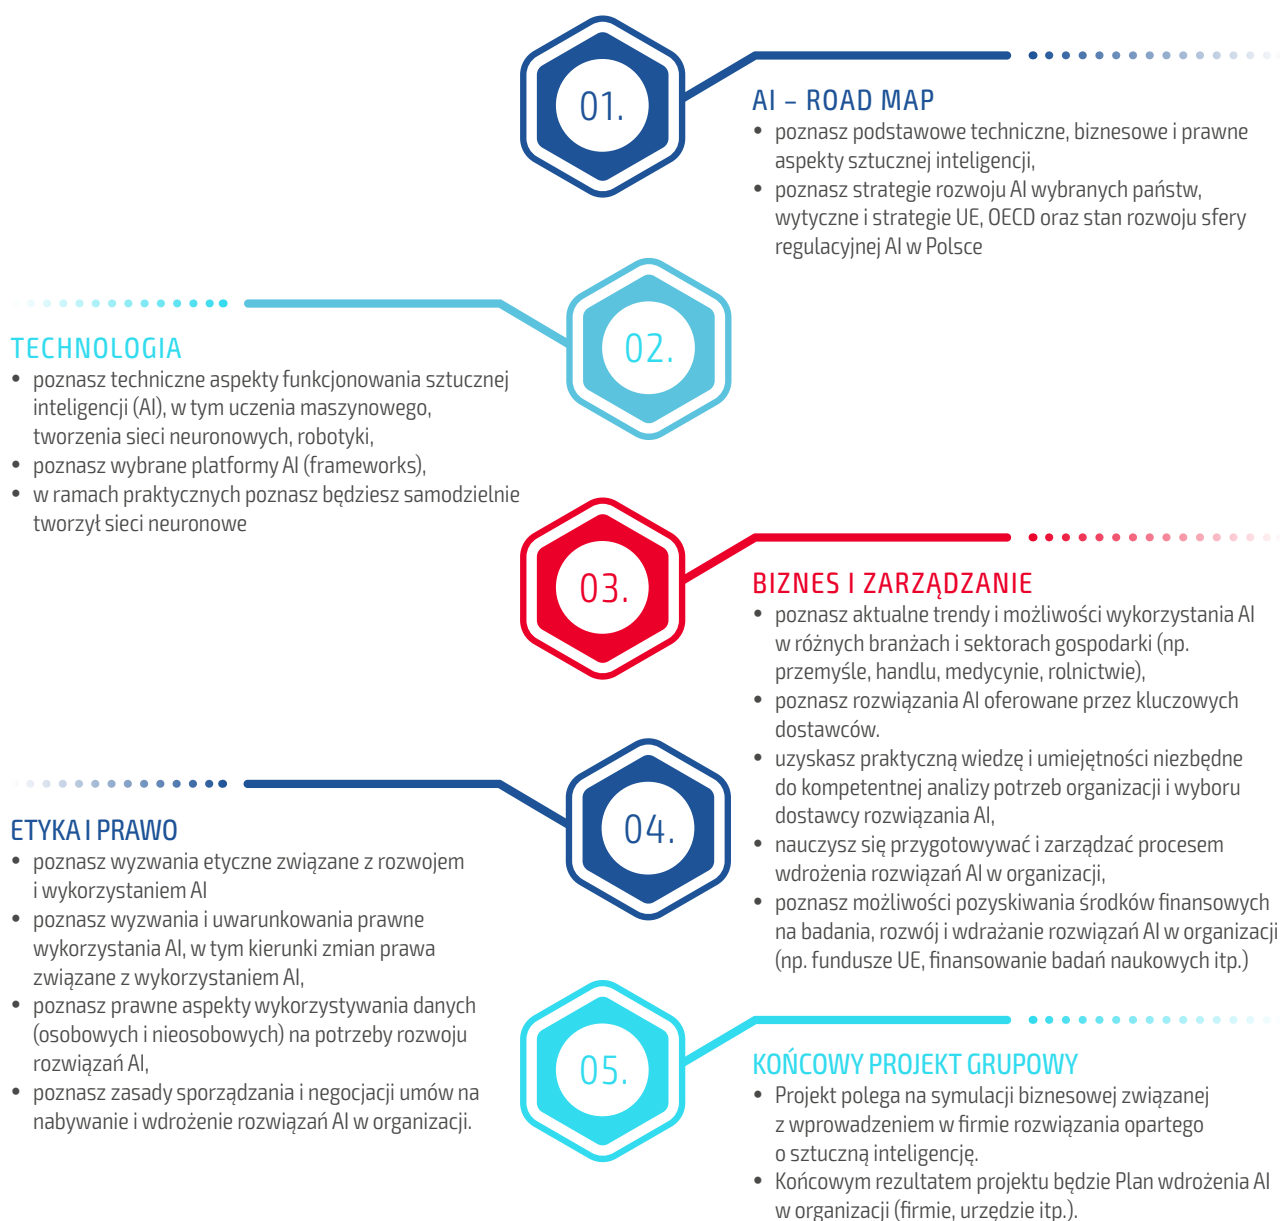 01.
AI – ROAD MAP
• poznasz podstawowe techniczne, biznesowe i prawne
aspekty sztucznej inteligencji,
• poznasz strategie rozwoju AI wybranych państw,
wytyczne i strategie UE, OECD oraz stan rozwoju sfery
regulacyjnej AI w Polsce
02.
TECHNOLOGIA
• poznasz techniczne aspekty funkcjonowania sztucznej
inteligencji (AI), w tym uczenia maszynowego,
tworzenia sieci neuronowych, robotyki,
• poznasz wybrane platformy AI (frameworks),
• w ramach praktycznych poznasz będziesz samodzielnie
tworzył sieci neuronowe
03.
BIZNES I ZARZĄDZANIE
• poznasz aktualne trendy i możliwości wykorzystania AI
w różnych branżach i sektorach gospodarki (np.
przemyśle, handlu, medycynie, rolnictwie),
• poznasz rozwiązania AI oferowane przez kluczowych
dostawców.
• uzyskasz praktyczną wiedzę i umiejętności niezbędne
do kompetentnej analizy potrzeb organizacji i wyboru
dostawcy rozwiązania AI,
• nauczysz się przygotowywać i zarządzać procesem
wdrożenia rozwiązań AI w organizacji,
• poznasz możliwości pozyskiwania środków finansowych
na badania, rozwój i wdrażanie rozwiązań AI w organizacji
(np. fundusze UE, finansowanie badań naukowych itp.)
04.
ETYKA I PRAWO
• poznasz wyzwania etyczne związane z rozwojem
i wykorzystaniem AI
• poznasz wyzwania i uwarunkowania prawne
wykorzystania AI, w tym kierunki zmian prawa
związane z wykorzystaniem AI,
• poznasz prawne aspekty wykorzystywania danych
(osobowych i nieosobowych) na potrzeby rozwoju
rozwiązań AI,
• poznasz zasady sporządzania i negocjacji umów na
nabywanie i wdrożenie rozwiązań AI w organizacji.
05.
KOŃCOWY PROJEKT GRUPOWY
• Projekt polega na symulacji biznesowej związanej
z wprowadzeniem w firmie rozwiązania opartego
o sztuczną inteligencję.
• Końcowym rezultatem projektu będzie Plan wdrożenia AI
w organizacji (firmie, urzędzie itp.).